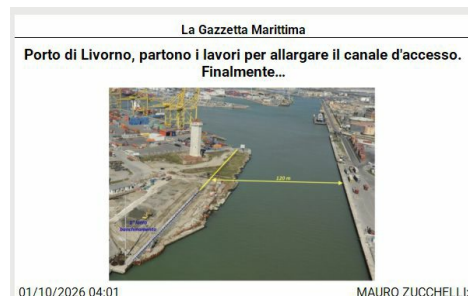 La Gazzetta Marittima
Porto di Livorno, partono i lavori per allargare il canale d'accesso.
Finalmente…
120 m
01/10/2026 04:01
MAURO ZUCCHELLI: